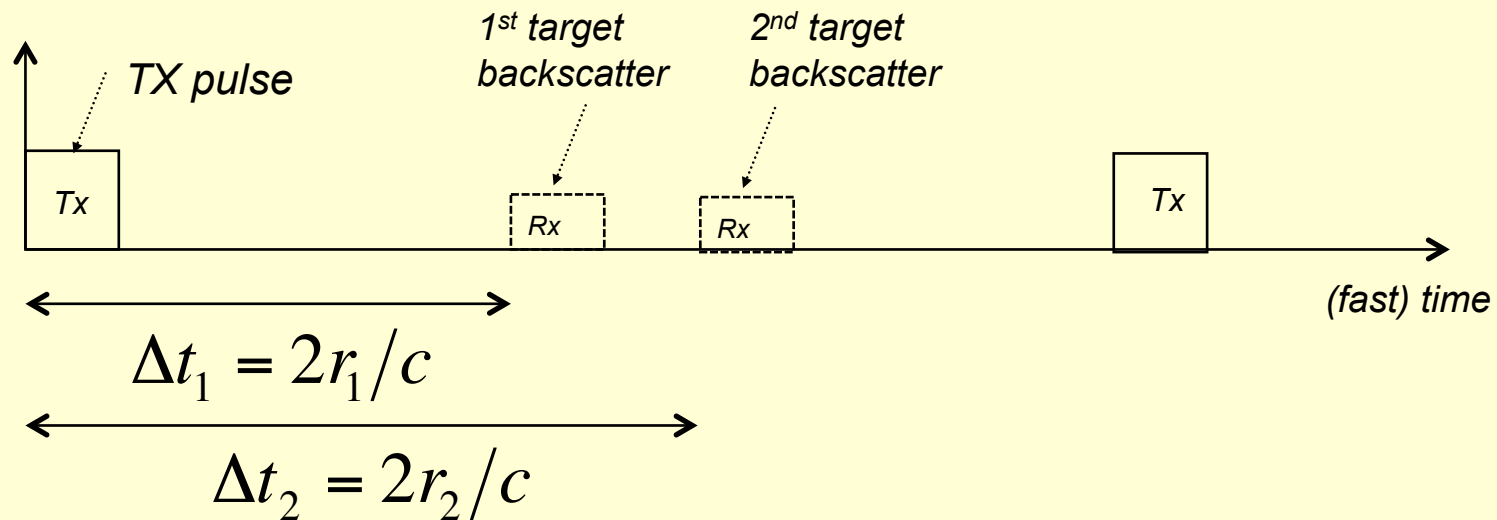 1st target
backscatter
2nd target
backscatter
TX pulse
Tx
Rx
Rx
Tx
(fast) time
Δt₁ = 2r₁/c
Δt₂ = 2r₂/c